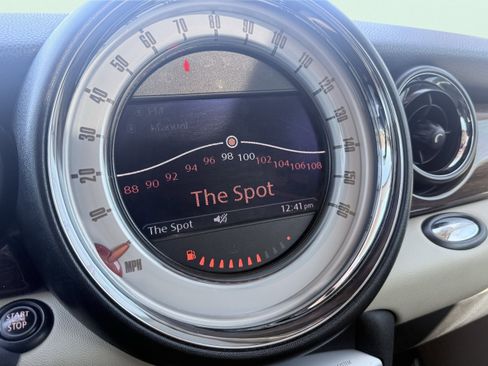 10 20 30 40 50 60 70 80 90 100 110 120 130 140 150 160
MPH
FM
Manual
88 90 92 94 96 98 100 102 104 106 108
The Spot
The Spot 12:41 pm
START
STOP